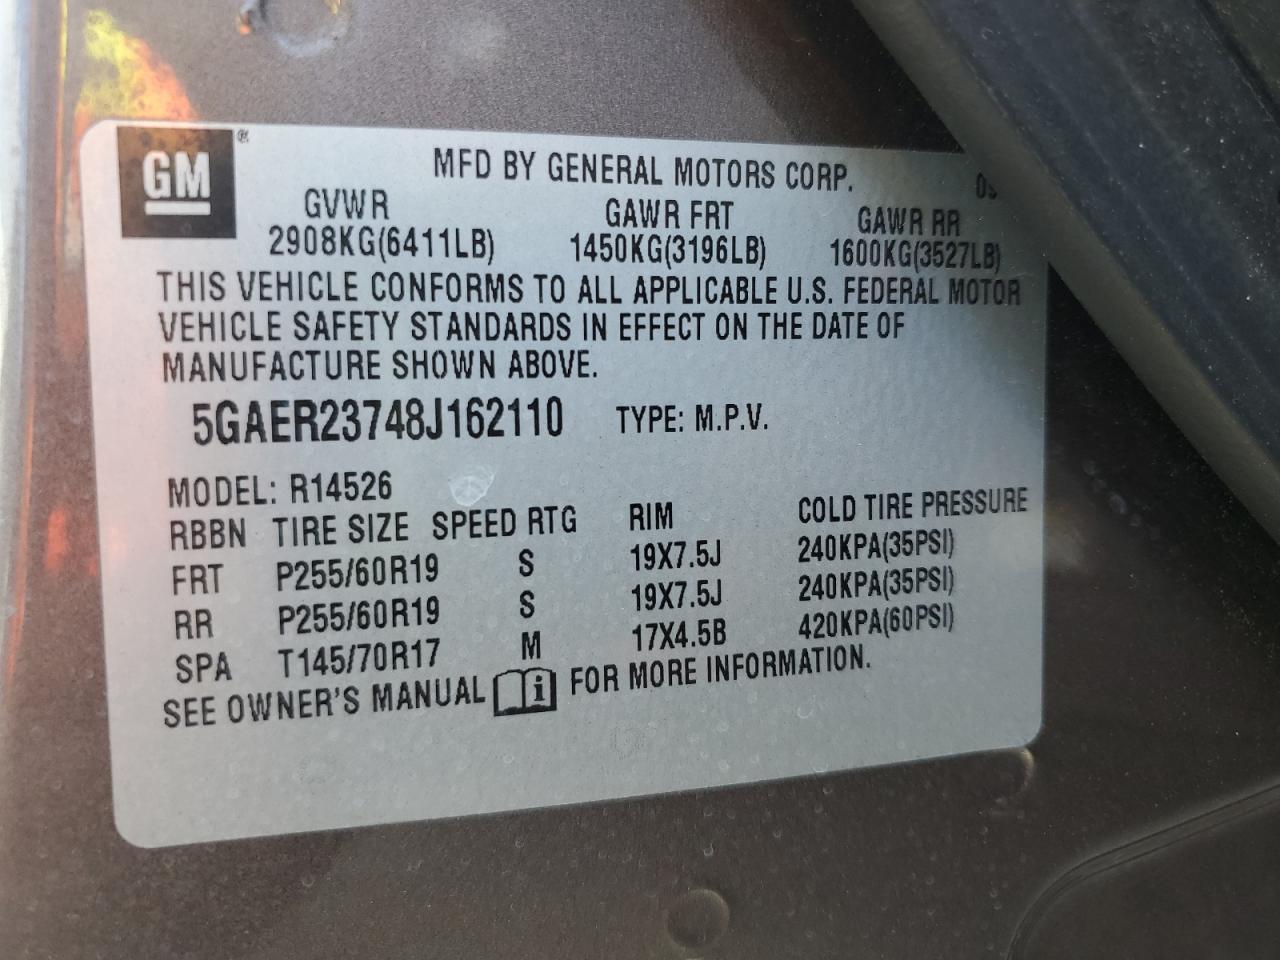 GM ®
MFD BY GENERAL MOTORS CORP.
GVWR GAWR FRT GAWR RR
2908KG(6411LB) 1450KG(3196LB) 1600KG(3527LB)
THIS VEHICLE CONFORMS TO ALL APPLICABLE U.S. FEDERAL MOTOR
VEHICLE SAFETY STANDARDS IN EFFECT ON THE DATE OF
MANUFACTURE SHOWN ABOVE.
5GAER23748J162110 TYPE: M.P.V.
MODEL: R14526
RBBN TIRE SIZE SPEED RTG RIM COLD TIRE PRESSURE
FRT P255/60R19 S 19X7.5J 240KPA(35PSI)
RR P255/60R19 S 19X7.5J 240KPA(35PSI)
SPA T145/70R17 M 17X4.5B 420KPA(60PSI)
SEE OWNER'S MANUAL i FOR MORE INFORMATION.